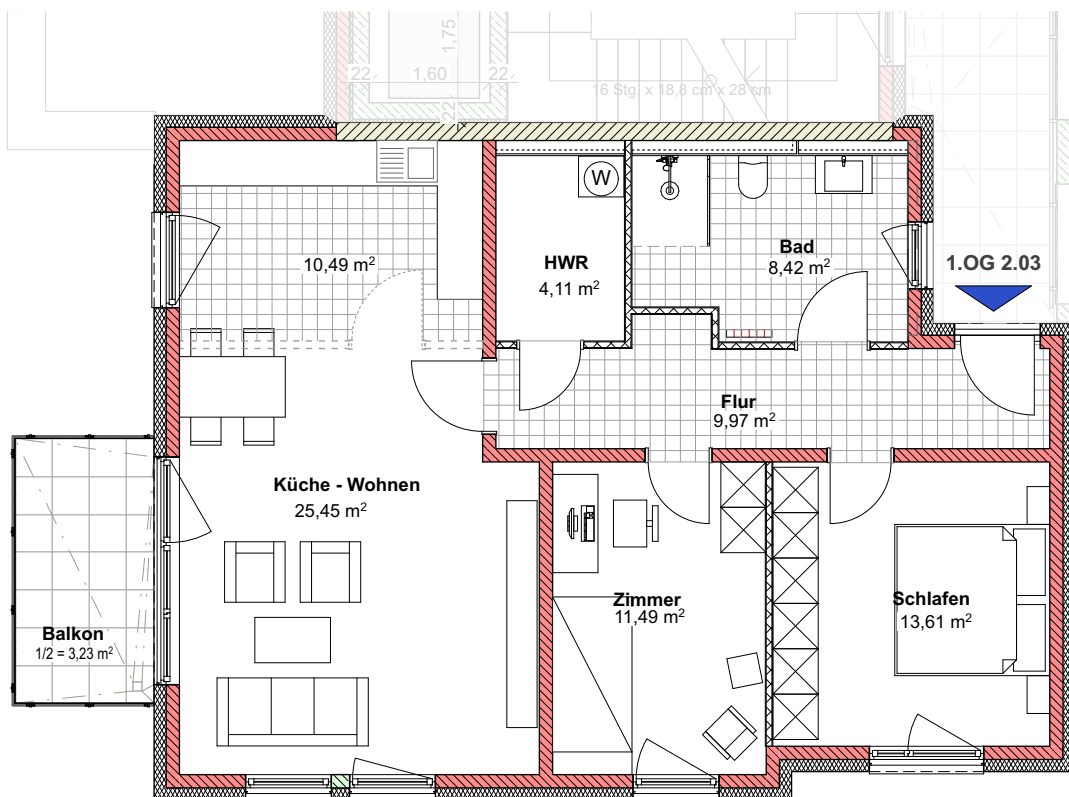 1,75
22
1,60
22
22
16 Stg. x 18,8 cm x 28 cm
W
10,49 m²
HWR
4,11 m²
Bad
8,42 m²
1.OG 2.03
Flur
9,97 m²
Küche - Wohnen
25,45 m²
Zimmer
11,49 m²
Schlafen
13,61 m²
Balkon
1/2 = 3,23 m²